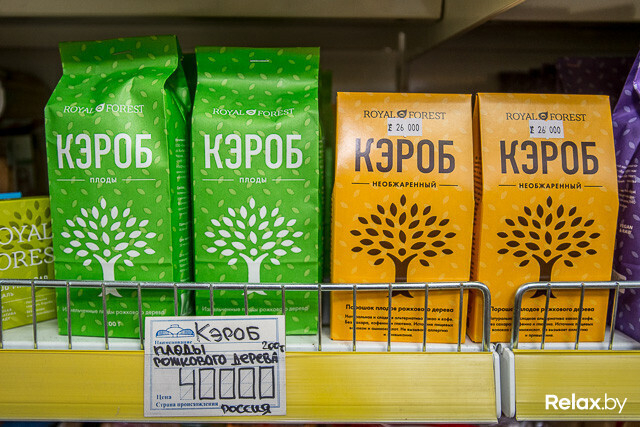 ROYAL FOREST
КЭРОБ
ПЛОДЫ
ROYAL FOREST
КЭРОБ
ПЛОДЫ
ROYAL FOREST
26 000
КЭРОБ
НЕОБЖАРЕННЫЙ
Порошок плодов рожкового дерева
ROYAL FOREST
26 000
КЭРОБ
НЕОБЖАРЕННЫЙ
Порошок плодов рожкового дерева
ROYAL
FOREST
Наименование
КЭРОБ
ПЛОДЫ 200г
РОЖКОВОГО ДЕРЕВА
Цена
40000
Страна происхождения
РОССИЯ
Relax.by